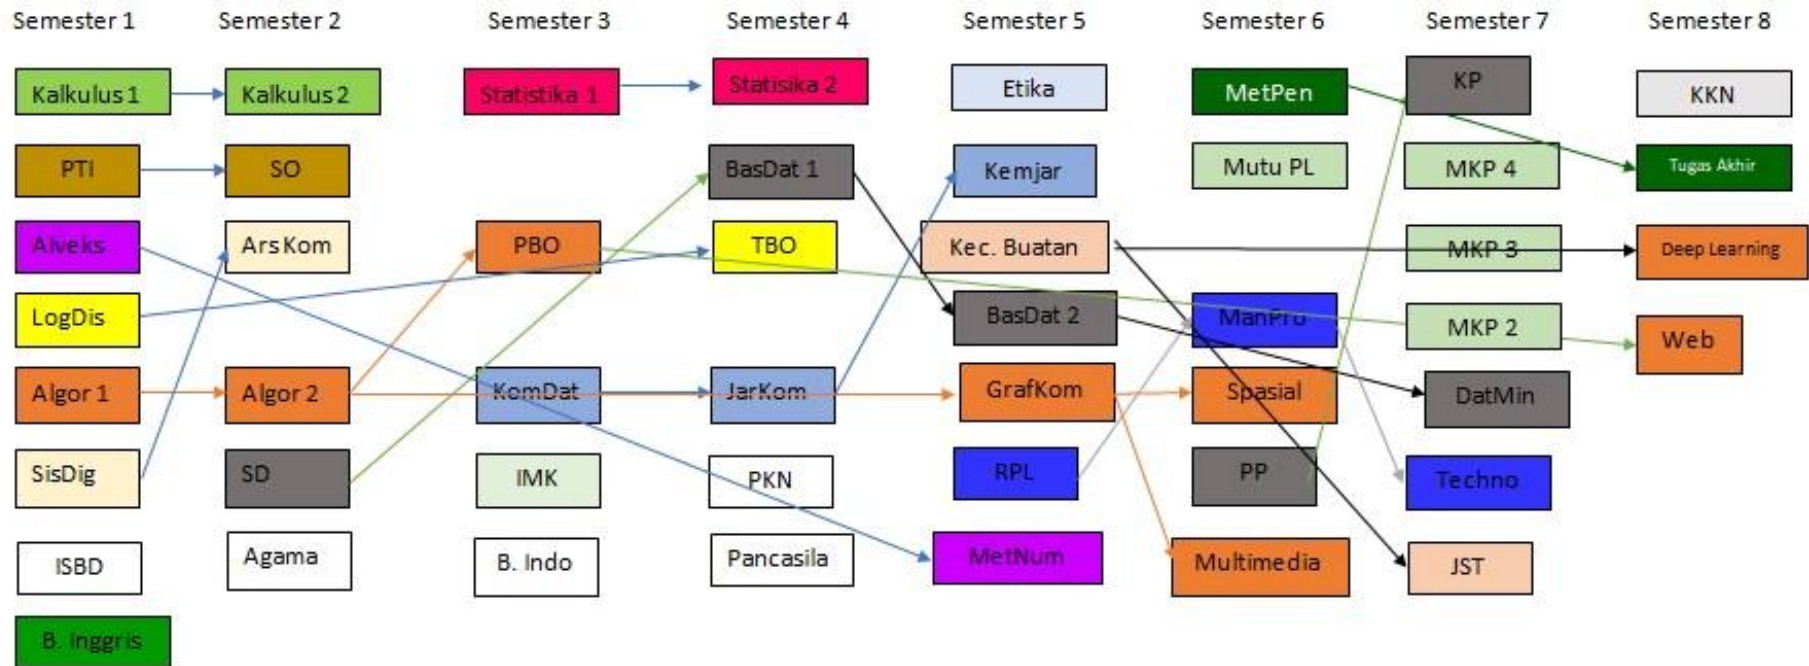 Semester 1 Semester 2 Semester 3 Semester 4 Semester 5 Semester 6 Semester 7 Semester 8
Kalkulus 1 Kalkulus 2 Statistika 1 Statisika 2 Etika MetPen KP KKN
PTI SO BasDat 1 Kemjar Mutu PL MKP 4 Tugas Akhir
Alveks ArsKom PBO TBO Kec. Buatan MKP 3 Deep Learning
LogDis BasDat 2 ManPro MKP 2 Web
Algor 1 Algor 2 KomDat JarKom GrafKom Spasial DatMin
SisDig SD IMK PKN RPL PP Techno
ISBD Agama B. Indo Pancasila MetNum Multimedia JST
B. Inggris